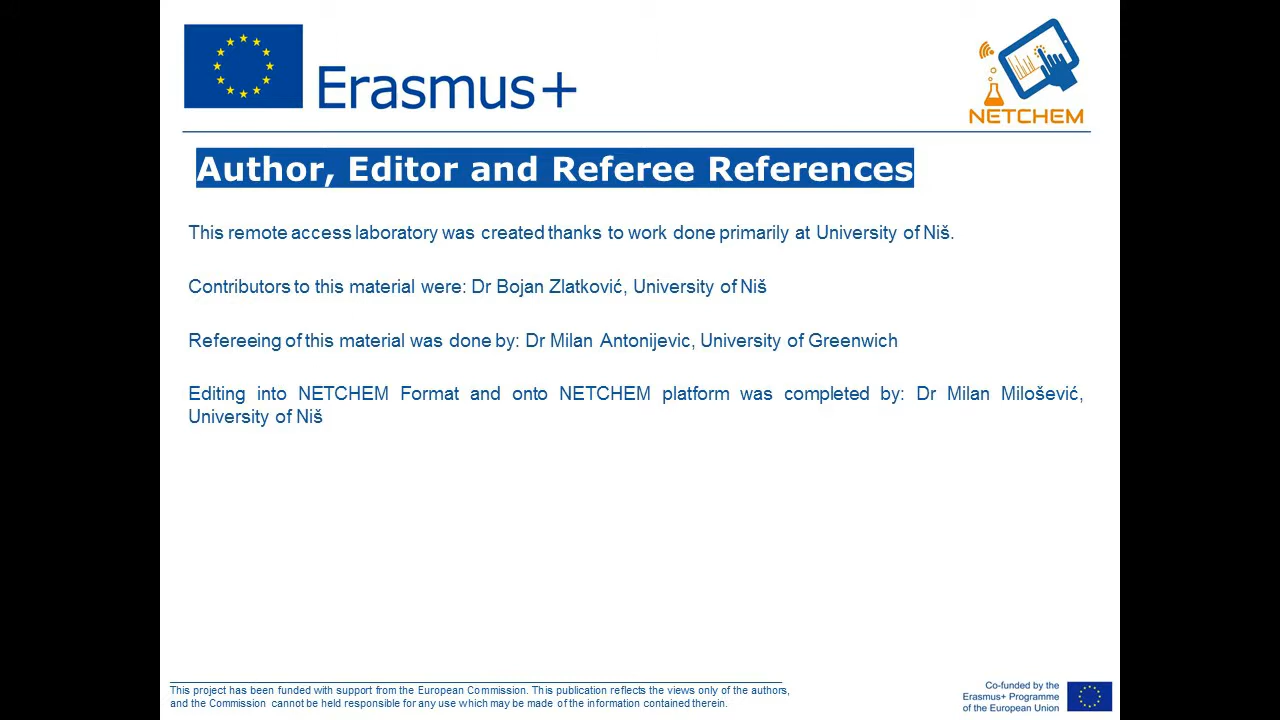 Erasmus+
NETCHEM
Author, Editor and Referee References
This remote access laboratory was created thanks to work done primarily at University of Niš.
Contributors to this material were: Dr Bojan Zlatković, University of Niš
Refereeing of this material was done by: Dr Milan Antonijevic, University of Greenwich
Editing into NETCHEM Format and onto NETCHEM platform was completed by: Dr Milan Milošević,
University of Niš
This project has been funded with support from the European Commission. This publication reflects the views only of the authors,
and the Commission cannot be held responsible for any use which may be made of the information contained therein.
Co-funded by the
Erasmus+ Programme
of the European Union